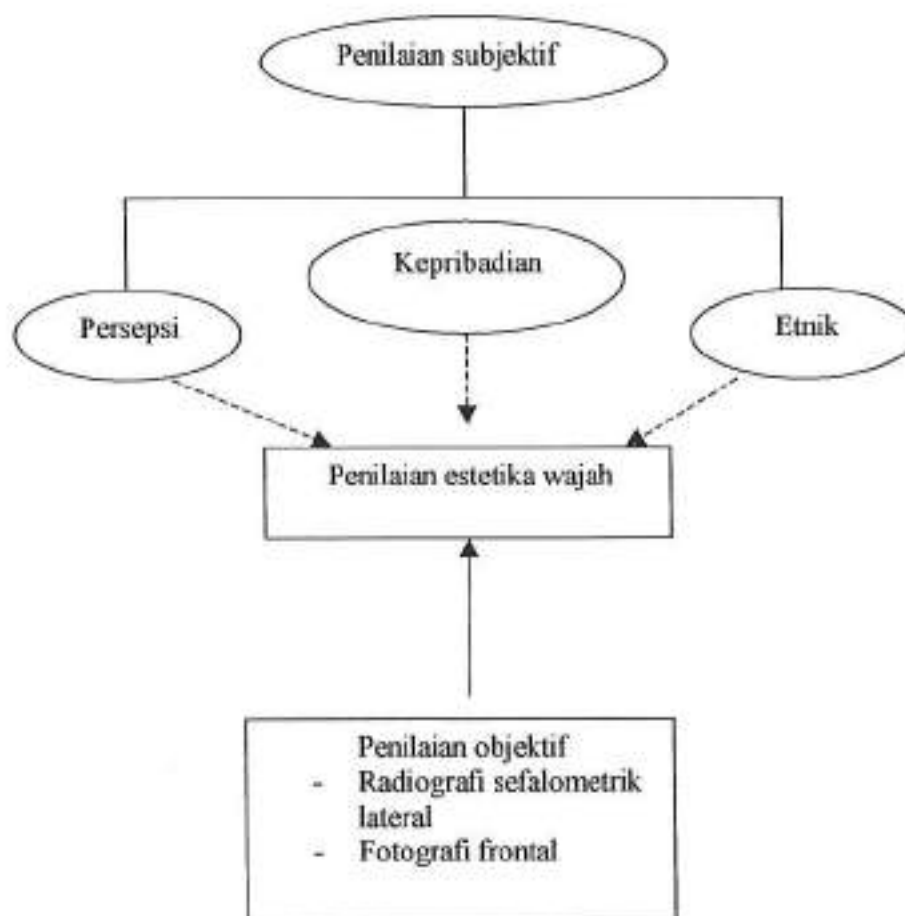 Penilaian subjektif
Kepribadian
Persepsi
Etnik
Penilaian estetika wajah
Penilaian objektif
- Radiografi sefalometrik
lateral
- Fotografi frontal